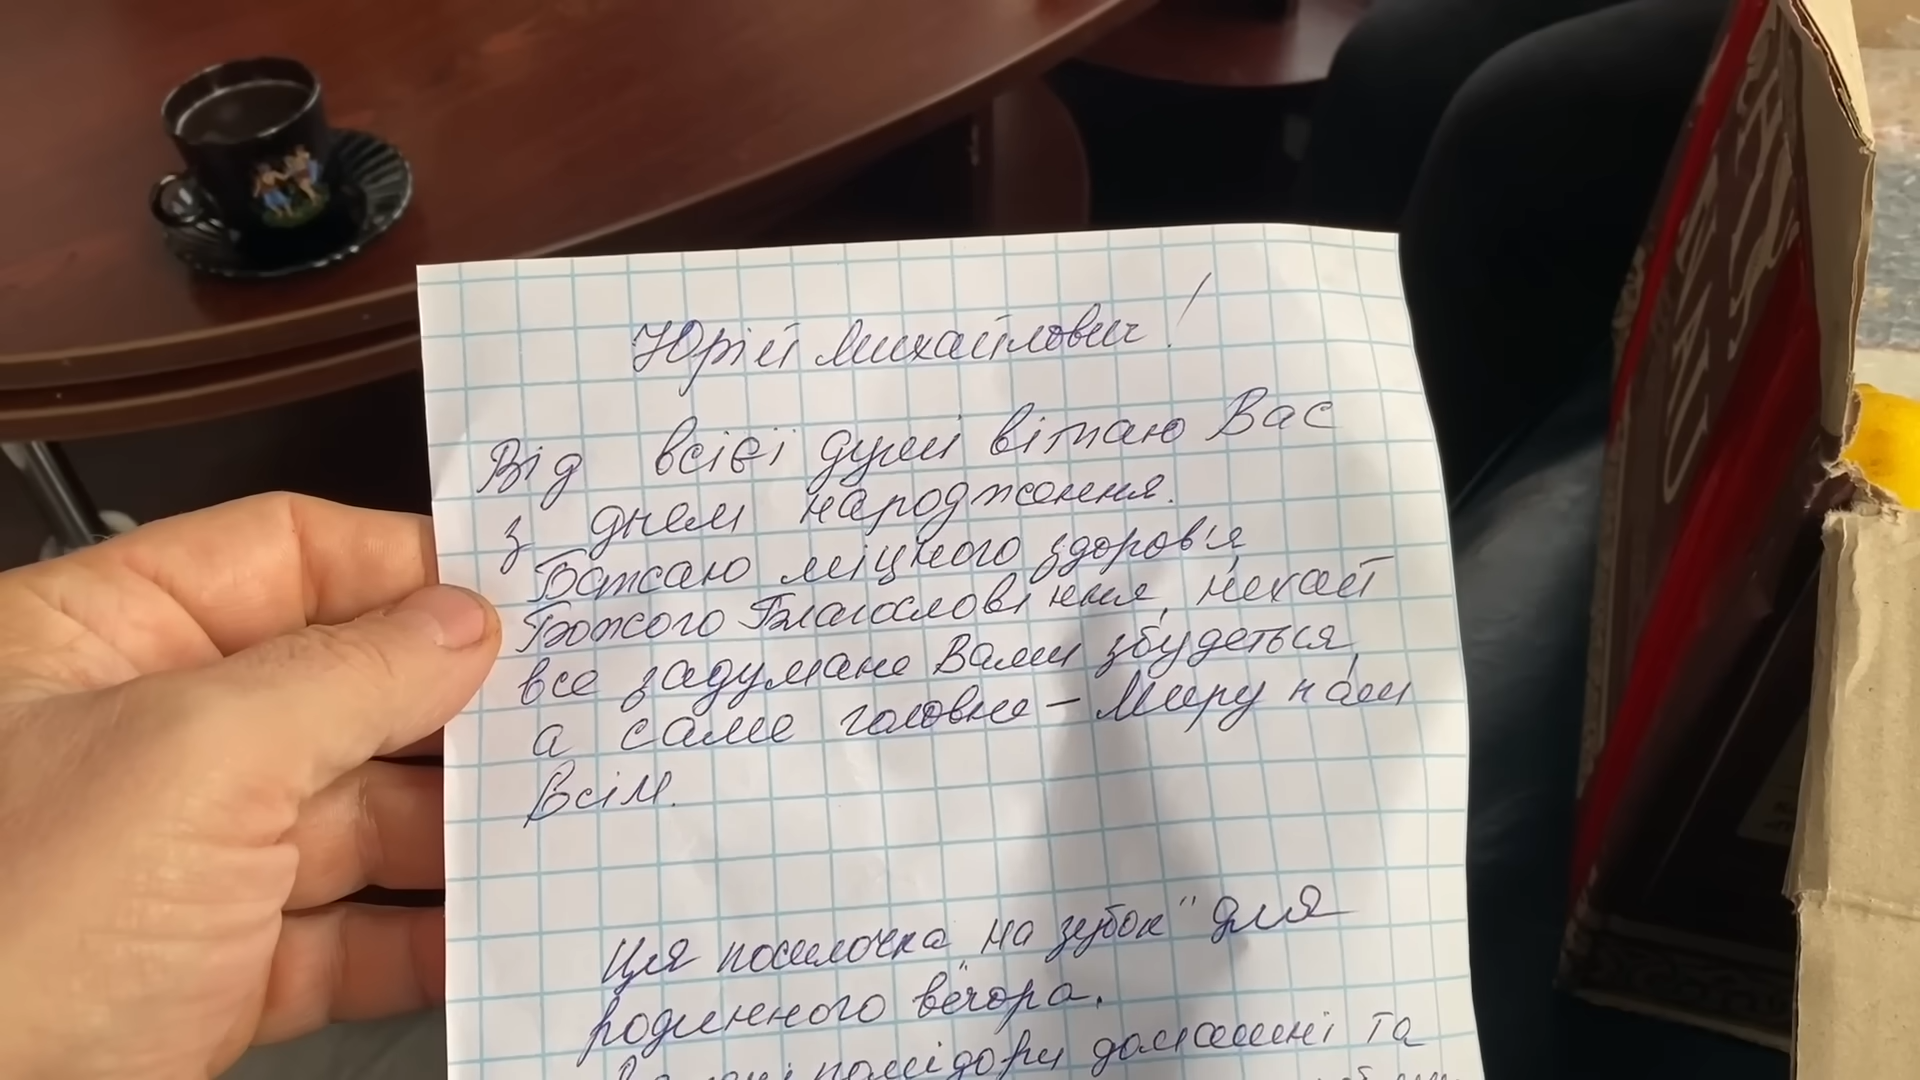 Юрій Михайлович!
Від всієї душі вітаю Вас
з днем народження.
Бажаю міцного здоров'я,
Божого Благословіння, нехай
все задумане Вами збудеться,
а саме головне - Миру нам
Всім.
Ця посилочка "на зубок" для
родинного вечора.
помідори домашні та